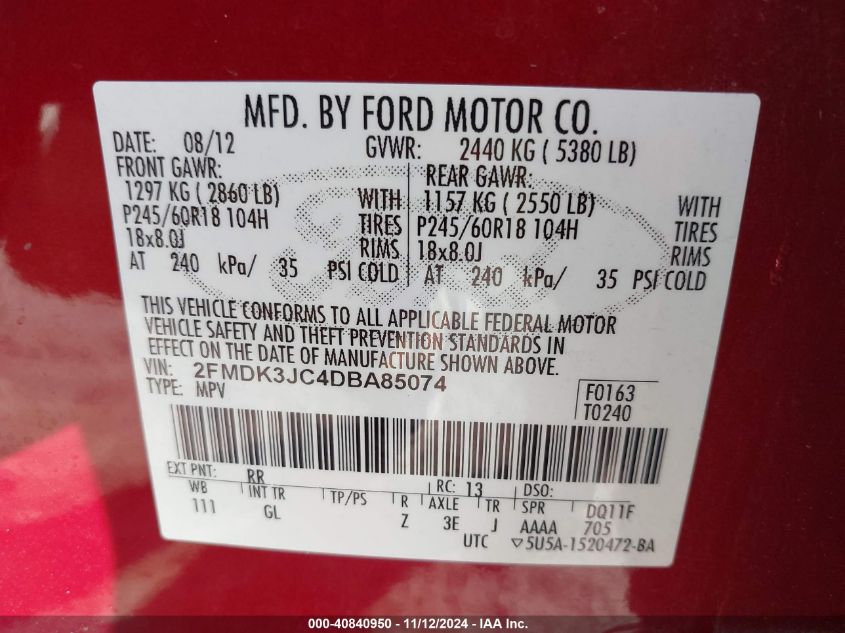 MFD. BY FORD MOTOR CO.
DATE: 08/12 GVWR: 2440 KG ( 5380 LB)
FRONT GAWR: REAR GAWR:
1297 KG ( 2860 LB) WITH 1157 KG ( 2550 LB) WITH
P245/60R18 104H TIRES P245/60R18 104H TIRES
18x8.0J RIMS 18x8.0J RIMS
AT 240 kPa/ 35 PSI COLD AT 240 kPa/ 35 PSI COLD
THIS VEHICLE CONFORMS TO ALL APPLICABLE FEDERAL MOTOR
VEHICLE SAFETY AND THEFT PREVENTION STANDARDS IN
EFFECT ON THE DATE OF MANUFACTURE SHOWN ABOVE.
VIN: 2FMDK3JC4DBA85074
TYPE: MPV
F0163
T0240
EXT PNT: RR RC: 13 DSO:
WB INT TR TP/PS R AXLE TR SPR DQ11F
111 GL Z 3E J AAAA 705
UTC ▽5U5A-1520472-BA
000-40840950 - 11/12/2024 - IAA Inc.